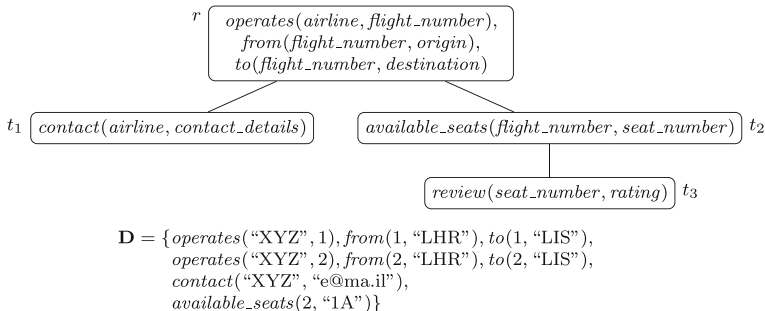 r
operates(airline, flight_number),
from(flight_number, origin),
to(flight_number, destination)
t₁ contact(airline, contact_details)
available_seats(flight_number, seat_number) t₂
review(seat_number, rating) t₃
D = {operates(“XYZ”, 1), from(1, “LHR”), to(1, “LIS”),
operates(“XYZ”, 2), from(2, “LHR”), to(2, “LIS”),
contact(“XYZ”, “e@ma.il”),
available_seats(2, “1A”)}